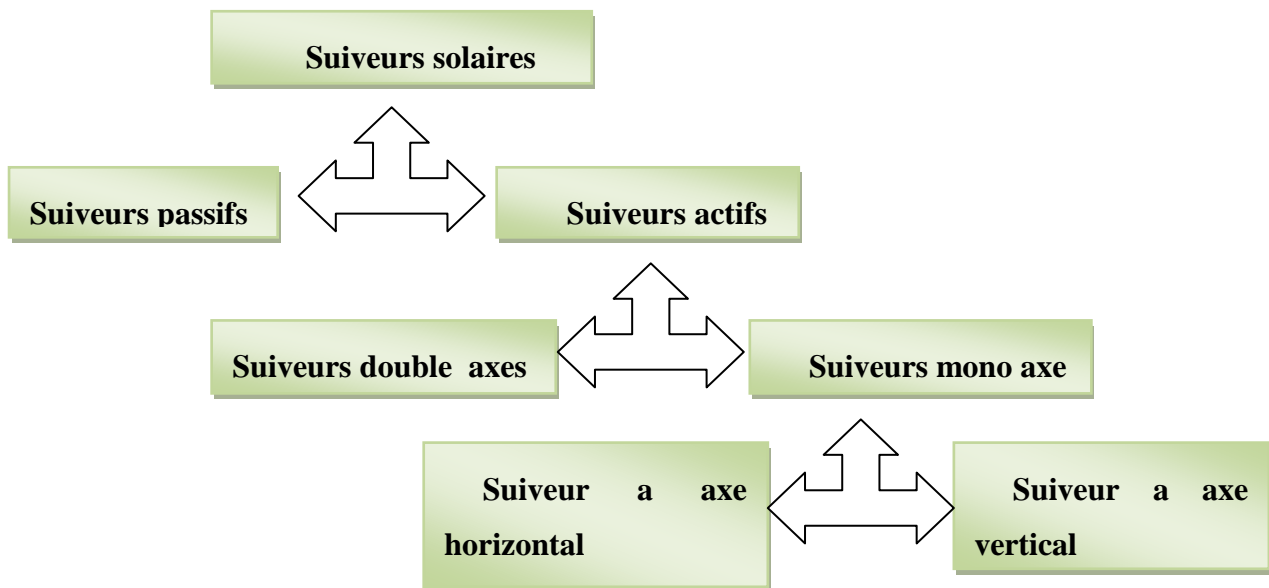 Suiveurs solaires
Suiveurs passifs
Suiveurs actifs
Suiveurs double axes
Suiveurs mono axe
Suiveur a axe
horizontal
Suiveur a axe
vertical